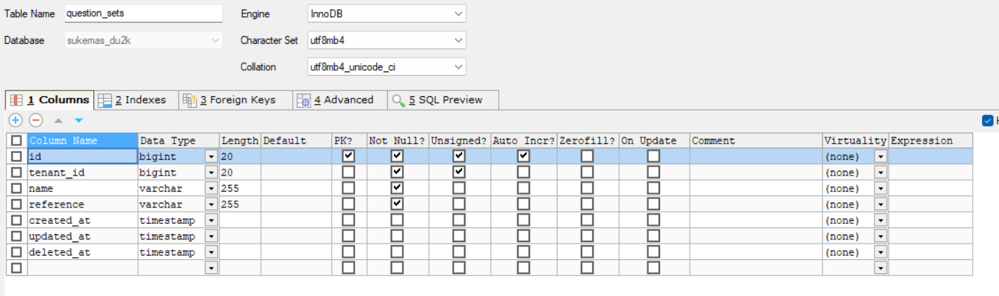 Table Name question_sets Engine InnoDB
Database sukemas_du2k Character Set utf8mb4
Collation utf8mb4_unicode_ci
1 Columns 2 Indexes 3 Foreign Keys 4 Advanced 5 SQL Preview
Column Name Data Type Length Default PK? Not Null? Unsigned? Auto Incr? Zerofill? On Update Comment Virtuality Expression
id bigint 20 (none)
tenant_id bigint 20 (none)
name varchar 255 (none)
reference varchar 255 (none)
created_at timestamp (none)
updated_at timestamp (none)
deleted_at timestamp (none)